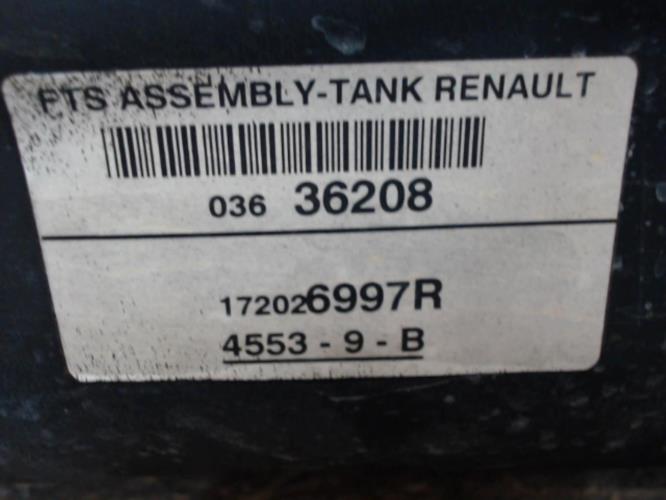 FTS ASSEMBLY-TANK RENAULT
036 36208
172026997R
4553 - 9 - B